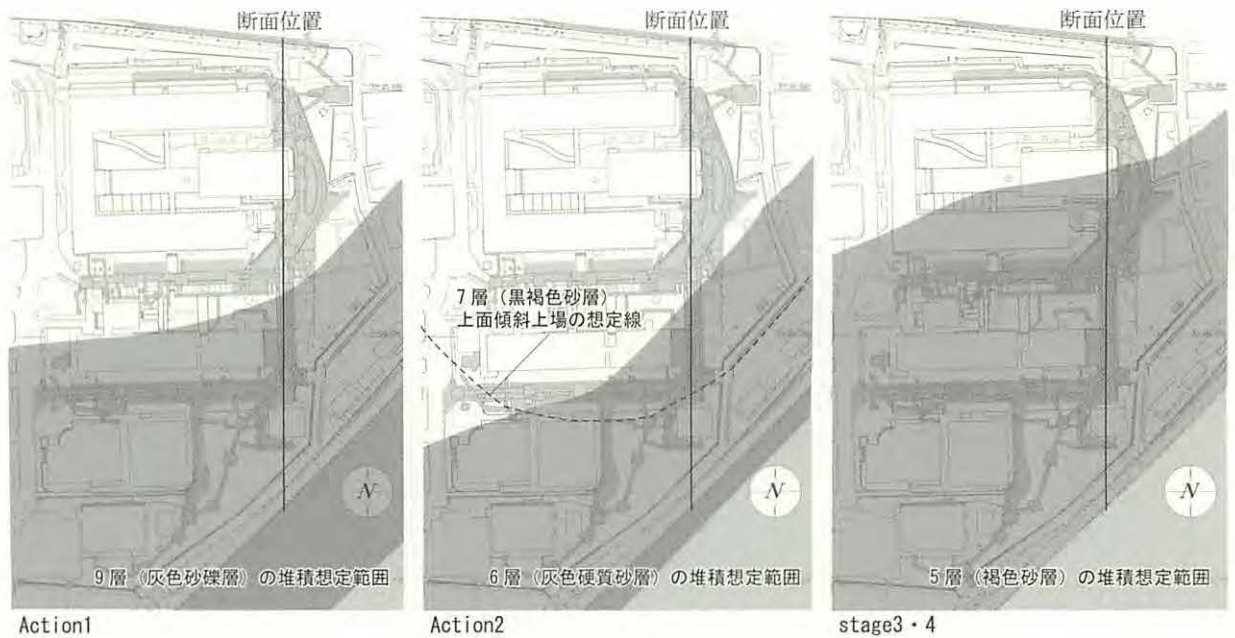 断面位置
断面位置
断面位置
7層（黒褐色砂層）
上面傾斜上場の想定線
N
N
N
9層（灰色砂礫層）の堆積想定範囲
6層（灰色硬質砂層）の堆積想定範囲
5層（褐色砂層）の堆積想定範囲
Action1
Action2
stage3・4